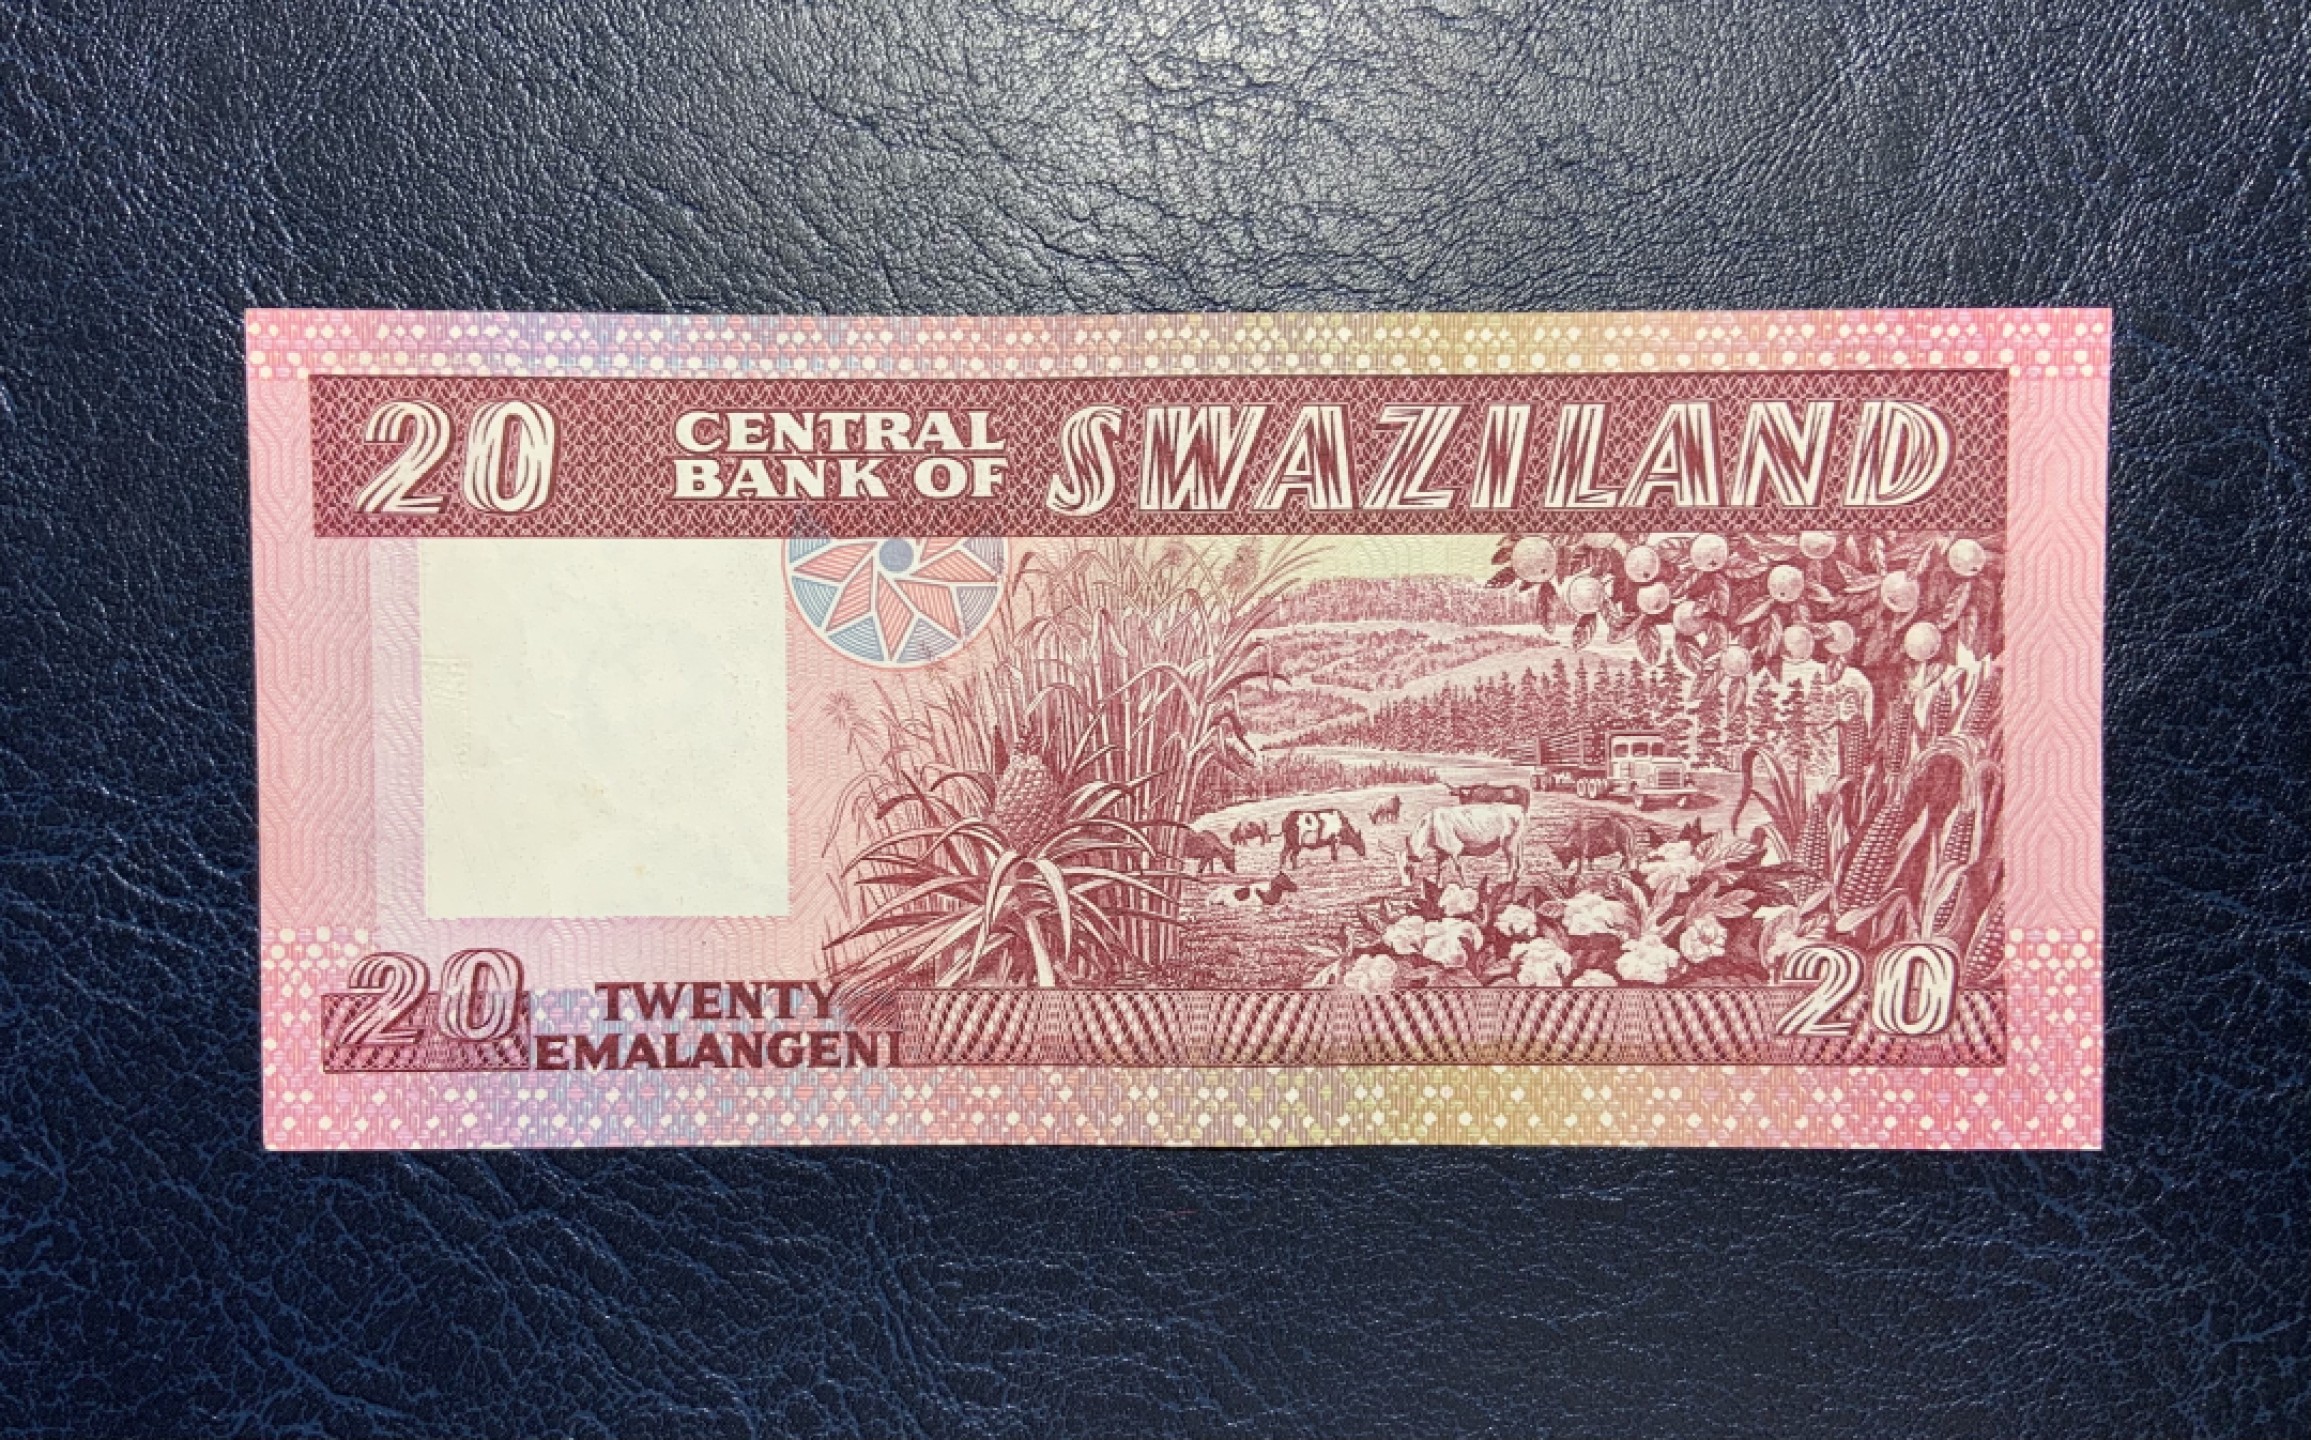 20 CENTRAL BANK OF SWAZILAND
20 TWENTY EMALANGENI
20